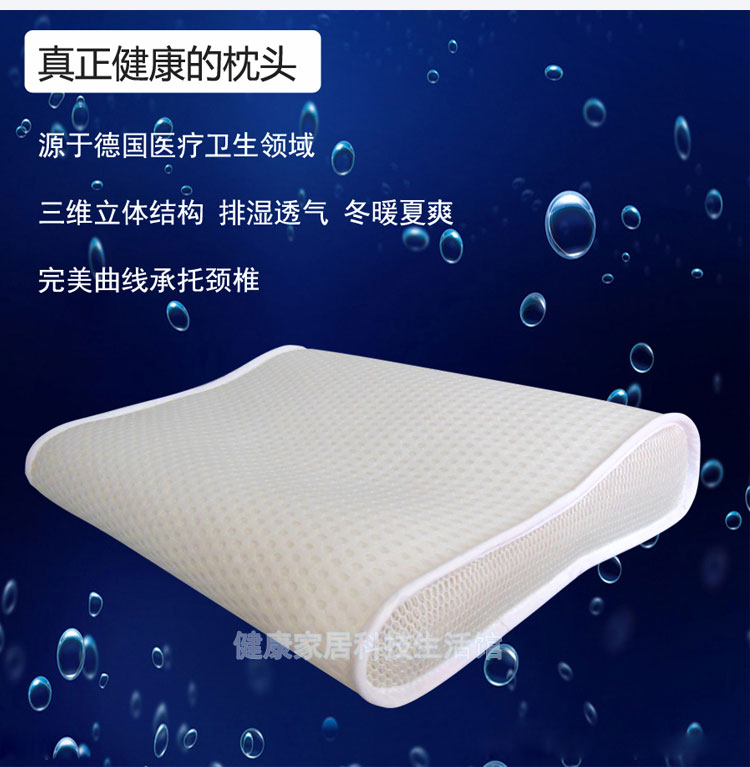 真正健康的枕头
源于德国医疗卫生领域
三维立体结构 排湿透气 冬暖夏爽
完美曲线承托颈椎
健康家居科技生活馆